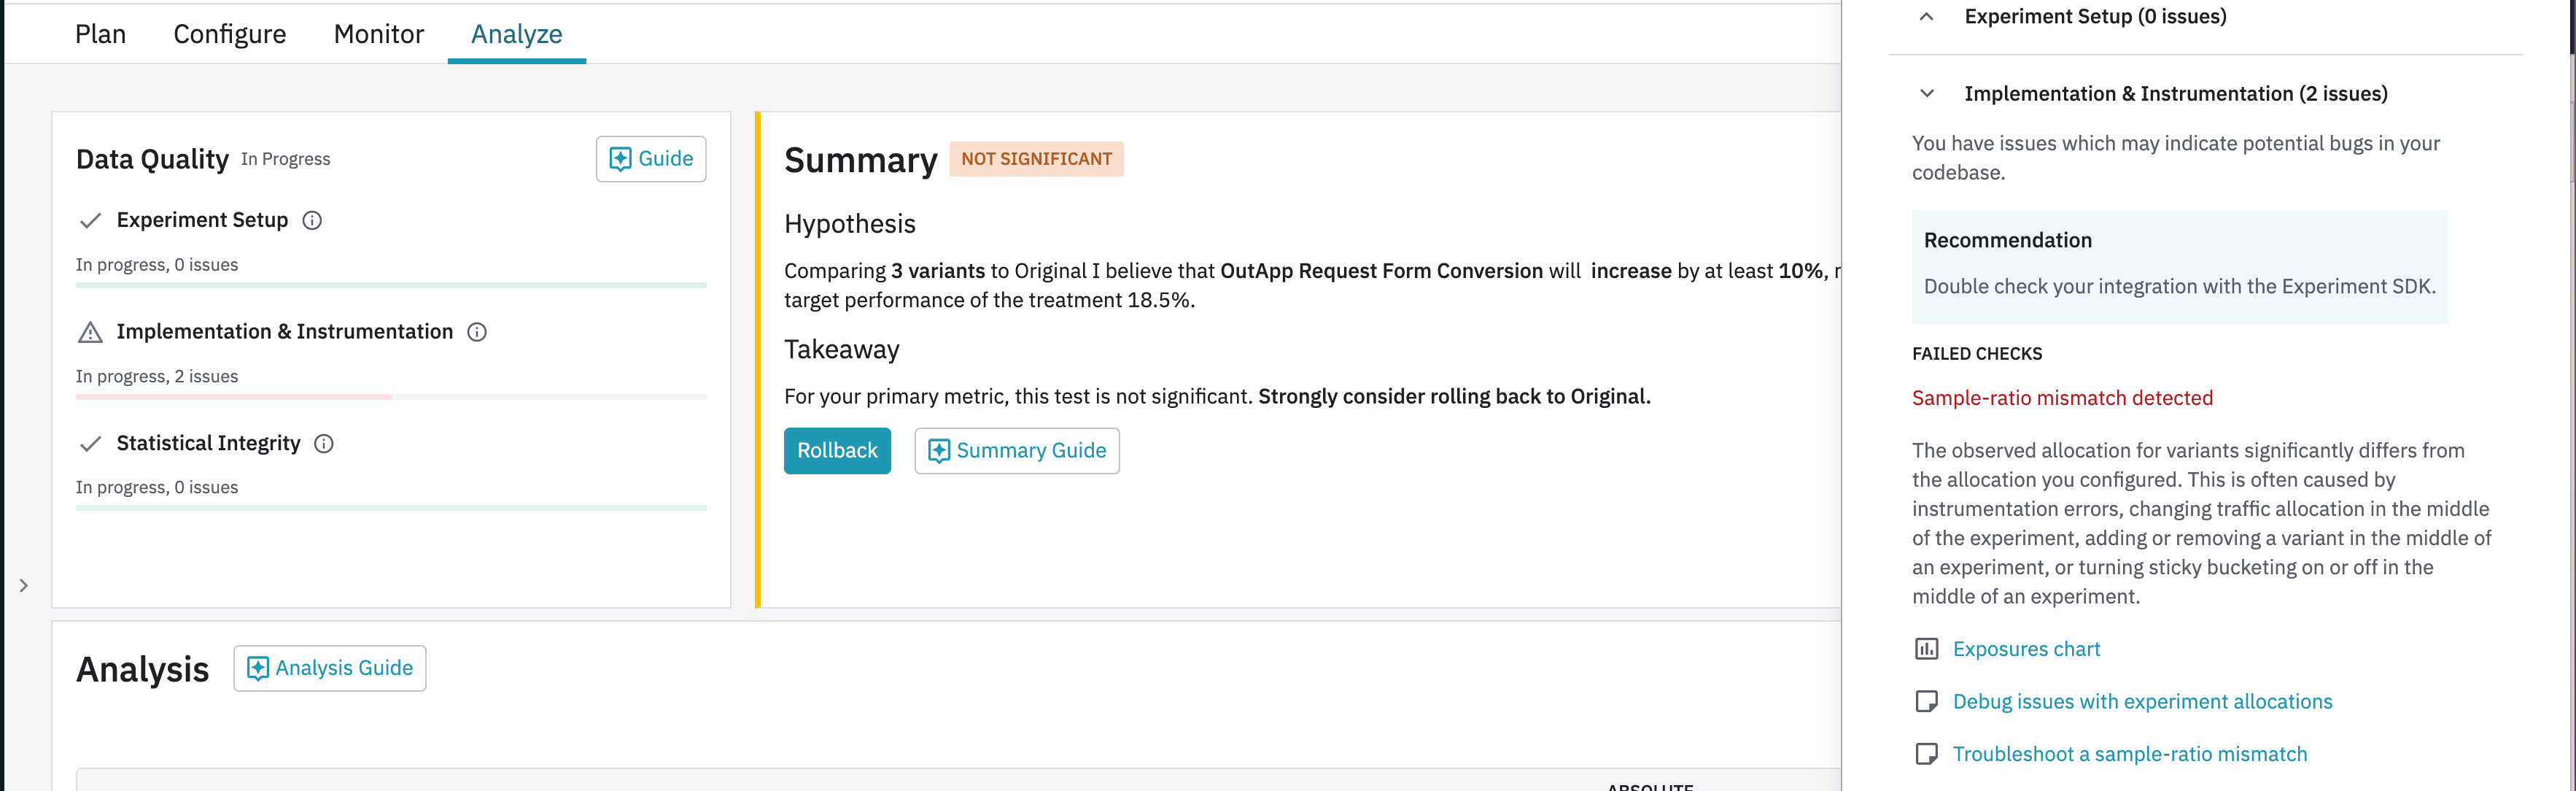 Plan Configure Monitor Analyze
Data Quality In Progress
Guide
Experiment Setup
In progress, 0 issues
Implementation & Instrumentation
In progress, 2 issues
Statistical Integrity
In progress, 0 issues
Summary NOT SIGNIFICANT
Hypothesis
Comparing 3 variants to Original I believe that OutApp Request Form Conversion will increase by at least 10%,
target performance of the treatment 18.5%.
Takeaway
For your primary metric, this test is not significant. Strongly consider rolling back to Original.
Rollback
Summary Guide
Analysis
Analysis Guide
ABSOLUTE
Experiment Setup (0 issues)
Implementation & Instrumentation (2 issues)
You have issues which may indicate potential bugs in your
codebase.
Recommendation
Double check your integration with the Experiment SDK.
FAILED CHECKS
Sample-ratio mismatch detected
The observed allocation for variants significantly differs from
the allocation you configured. This is often caused by
instrumentation errors, changing traffic allocation in the middle
of the experiment, adding or removing a variant in the middle of
an experiment, or turning sticky bucketing on or off in the
middle of an experiment.
Exposures chart
Debug issues with experiment allocations
Troubleshoot a sample-ratio mismatch